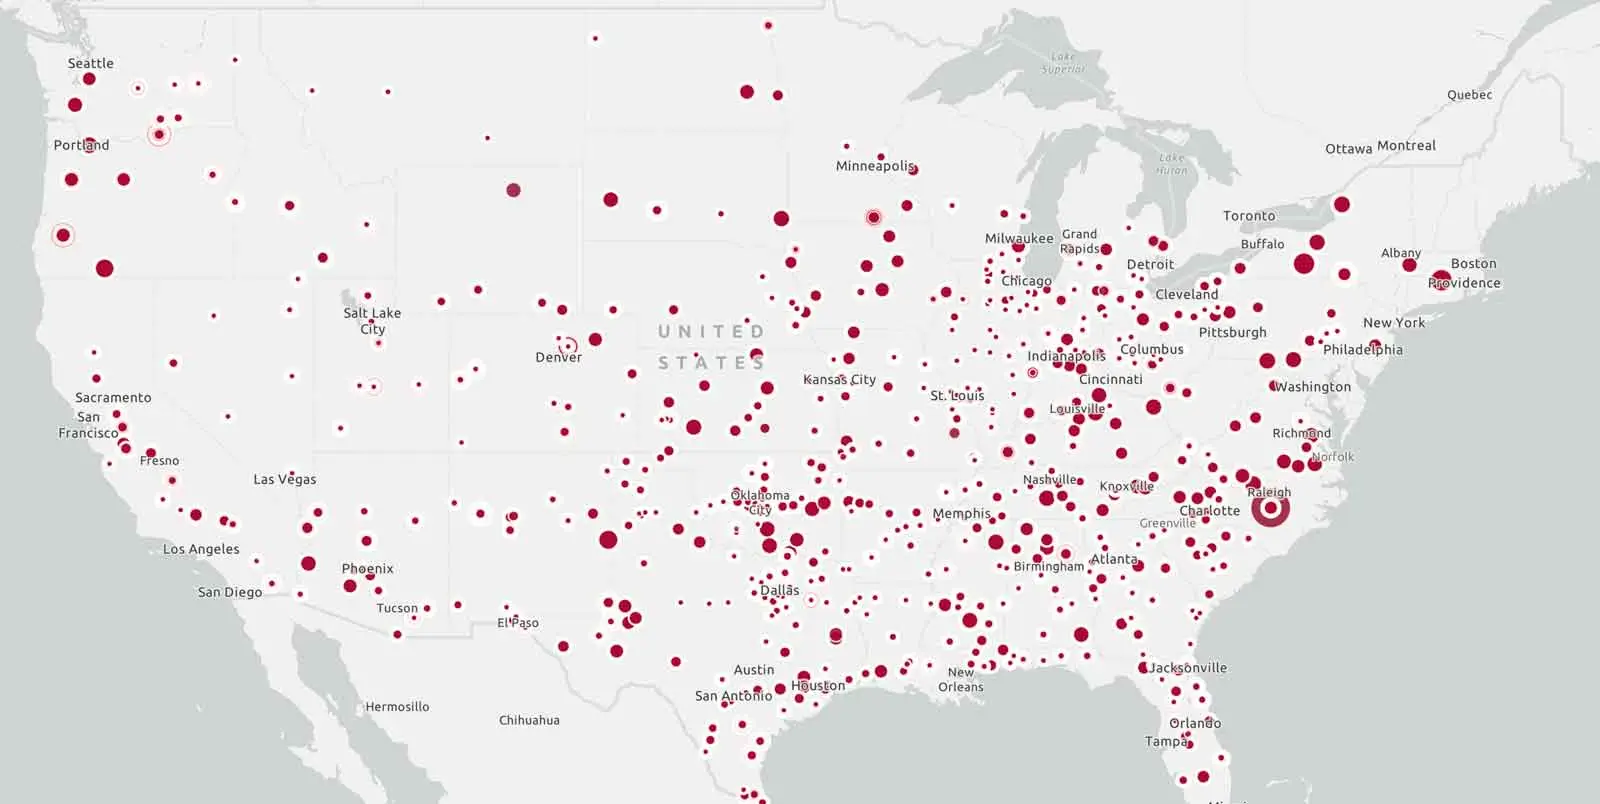 Lake
Superior
Seattle
Quebec
Portland
Ottawa
Montreal
Minneapolis
Lake
Huran
Toronto
Milwaukee
Grand
Rapids
Buffalo
Albany
Boston
Detroit
Chicago
Cleveland
Providence
Salt Lake
City
UNITED
STATES
New York
Pittsburgh
Denver
Indianapolis
Columbus
Philadelphia
Kansas City
Cincinnati
Washington
Sacramento
St. Louis
Louisville
San
Francisco
Richmond
Fresno
Norfolk
Las Vegas
Nashville
Knoxville
Raleigh
Oklahoma
City
Memphis
Charlotte
Greenville
Los Angeles
Atlanta
Birmingham
Phoenix
San Diego
Dallas
Tucson
El Paso
Austin
Jacksonville
San Antonio
Houston
New
Orleans
Hermosillo
Chihuahua
Orlando
Tampa